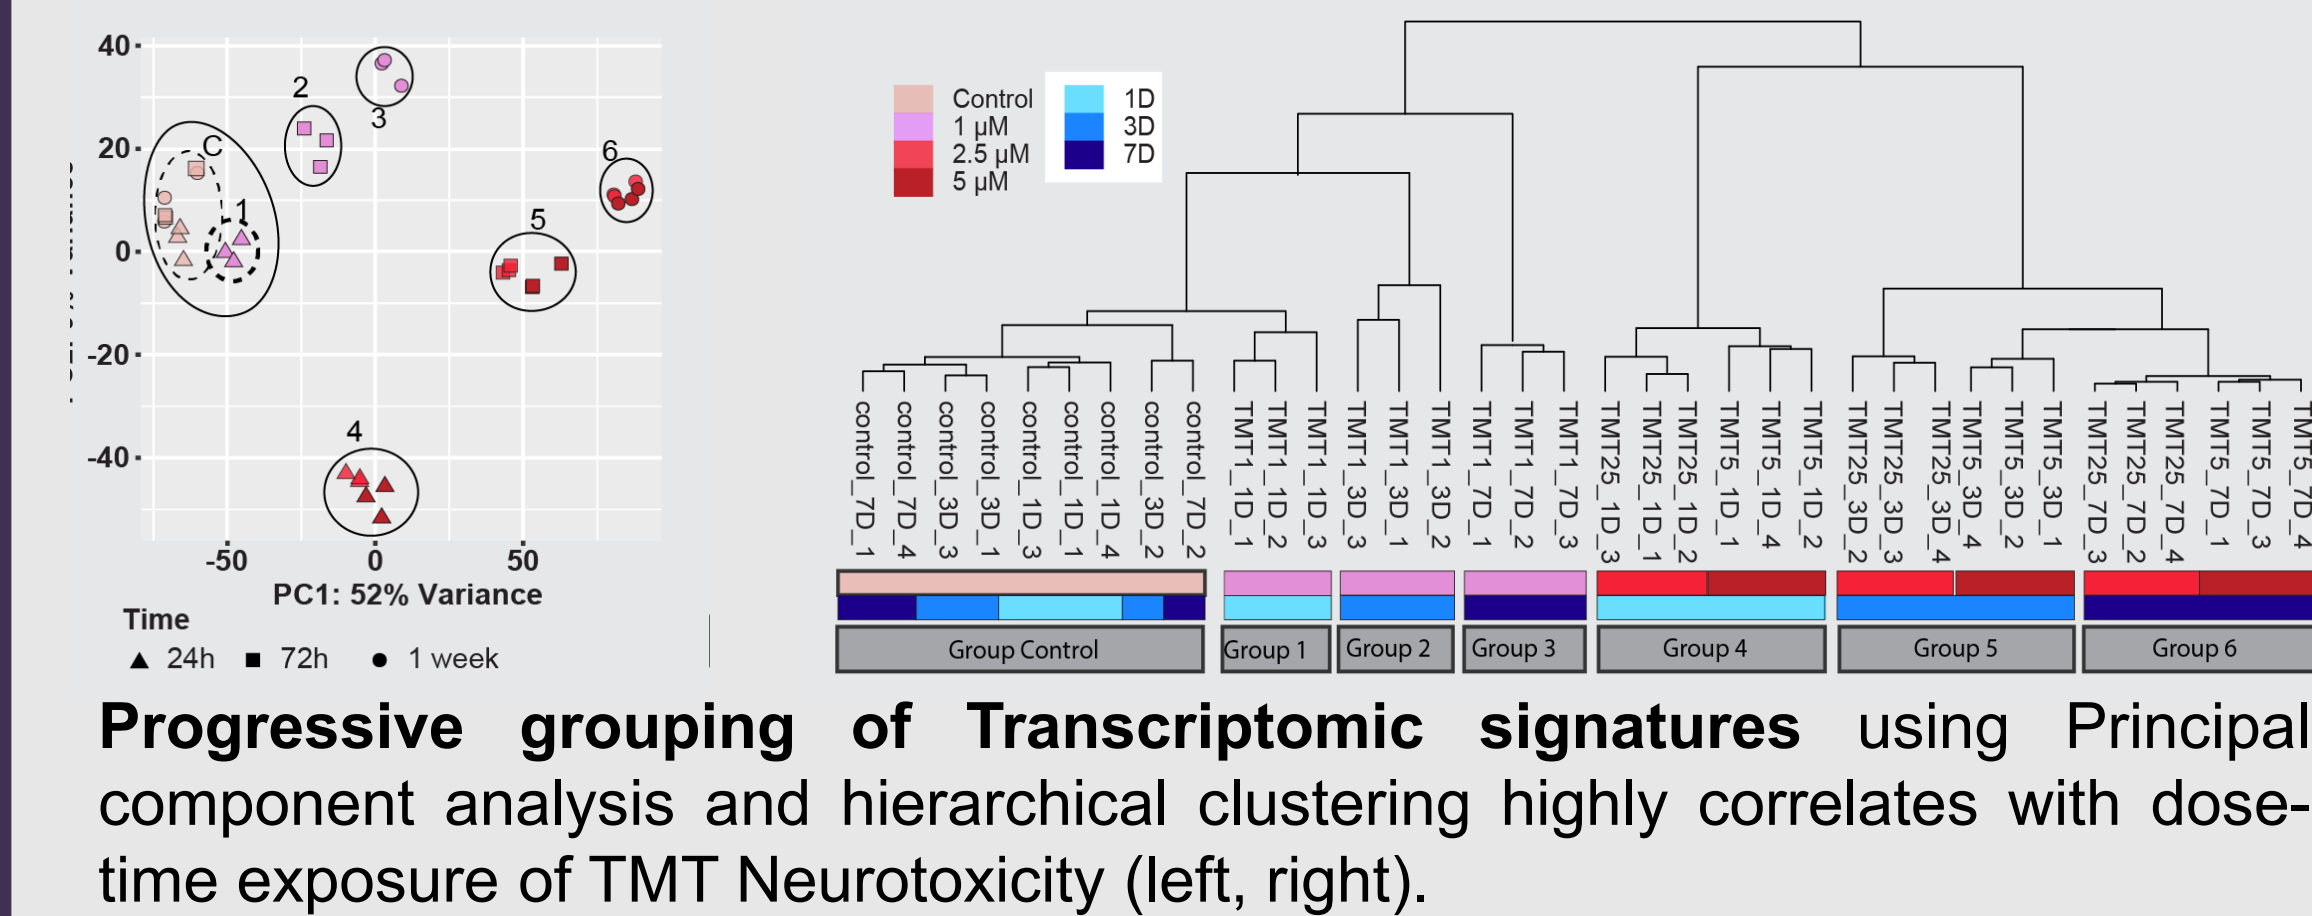 40
20
0
-20
-40
-50
0
50
PC1: 52% Variance
C
1
2
3
4
5
6
Time
24h
72h
1 week
Control
1 µM
2.5 µM
5 µM
1D
3D
7D
control_7D_1
control_7D_4
control_3D_3
control_3D_1
control_1D_3
control_1D_1
control_1D_4
control_3D_2
control_7D_2
TMT1_1D_1
TMT1_1D_2
TMT1_1D_3
TMT1_3D_3
TMT1_3D_1
TMT1_3D_2
TMT1_7D_1
TMT1_7D_2
TMT1_7D_3
TMT25_1D_3
TMT25_1D_1
TMT25_1D_2
TMT5_1D_1
TMT5_1D_4
TMT5_1D_2
TMT25_3D_2
TMT25_3D_3
TMT25_3D_4
TMT5_3D_4
TMT5_3D_2
TMT5_3D_1
TMT25_7D_3
TMT25_7D_2
TMT25_7D_4
TMT5_7D_1
TMT5_7D_3
TMT5_7D_4
Group Control
Group 1
Group 2
Group 3
Group 4
Group 5
Group 6
Progressive grouping of Transcriptomic signatures using Principal
component analysis and hierarchical clustering highly correlates with dose-
time exposure of TMT Neurotoxicity (left, right).